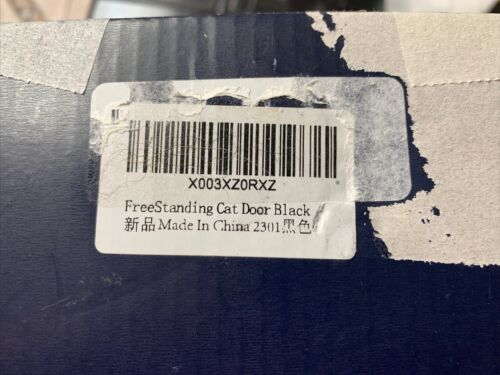 X003XZ0RXZ
FreeStanding Cat Door Black
新品 Made In China 2301黑色